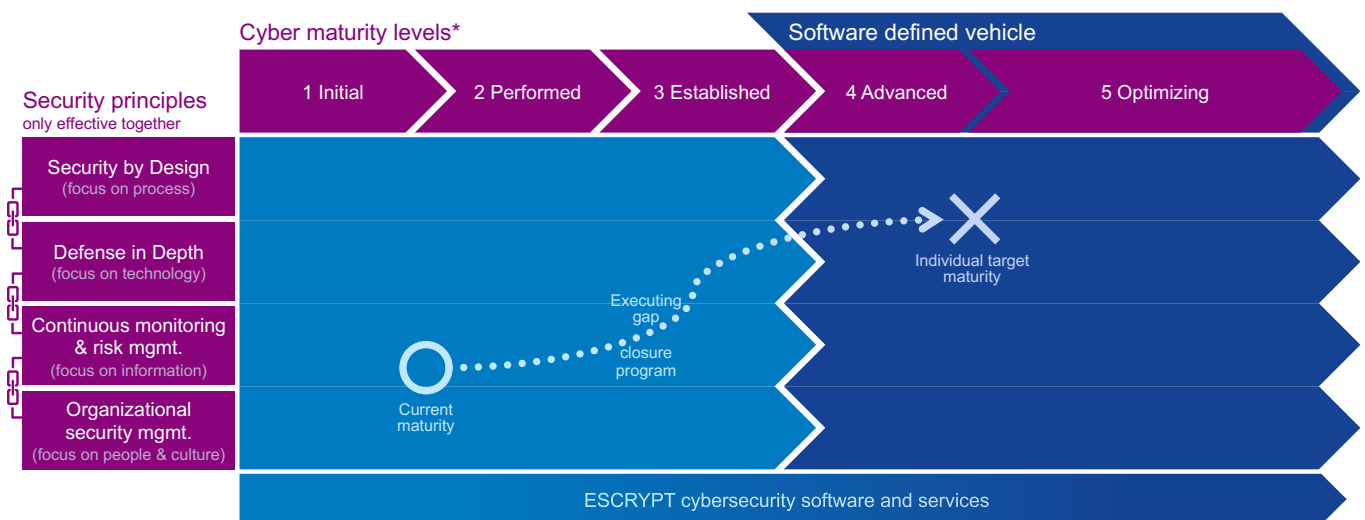 Cyber maturity levels*
Software defined vehicle
1 Initial
2 Performed
3 Established
4 Advanced
5 Optimizing
Security principles
only effective together
Security by Design
(focus on process)
Defense in Depth
(focus on technology)
Continuous monitoring
& risk mgmt.
(focus on information)
Organizational
security mgmt.
(focus on people & culture)
Individual target
maturity
Executing
gap
closure
program
Current
maturity
ESCRYPT cybersecurity software and services